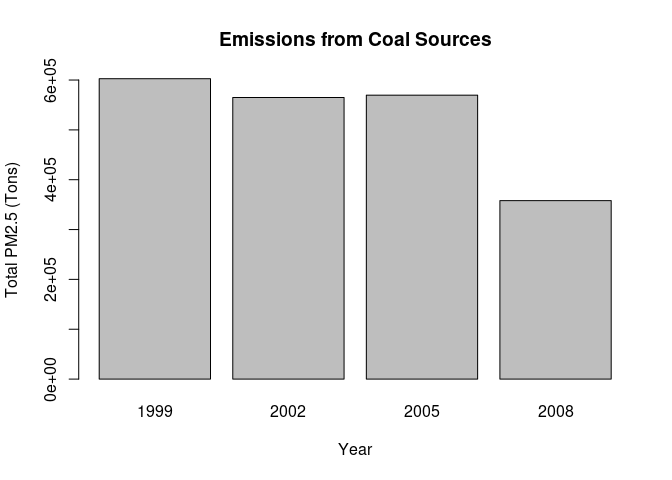 Emissions from Coal Sources
Total PM2.5 (Tons)
6e+05
4e+05
2e+05
0e+00
1999 2002 2005 2008
Year